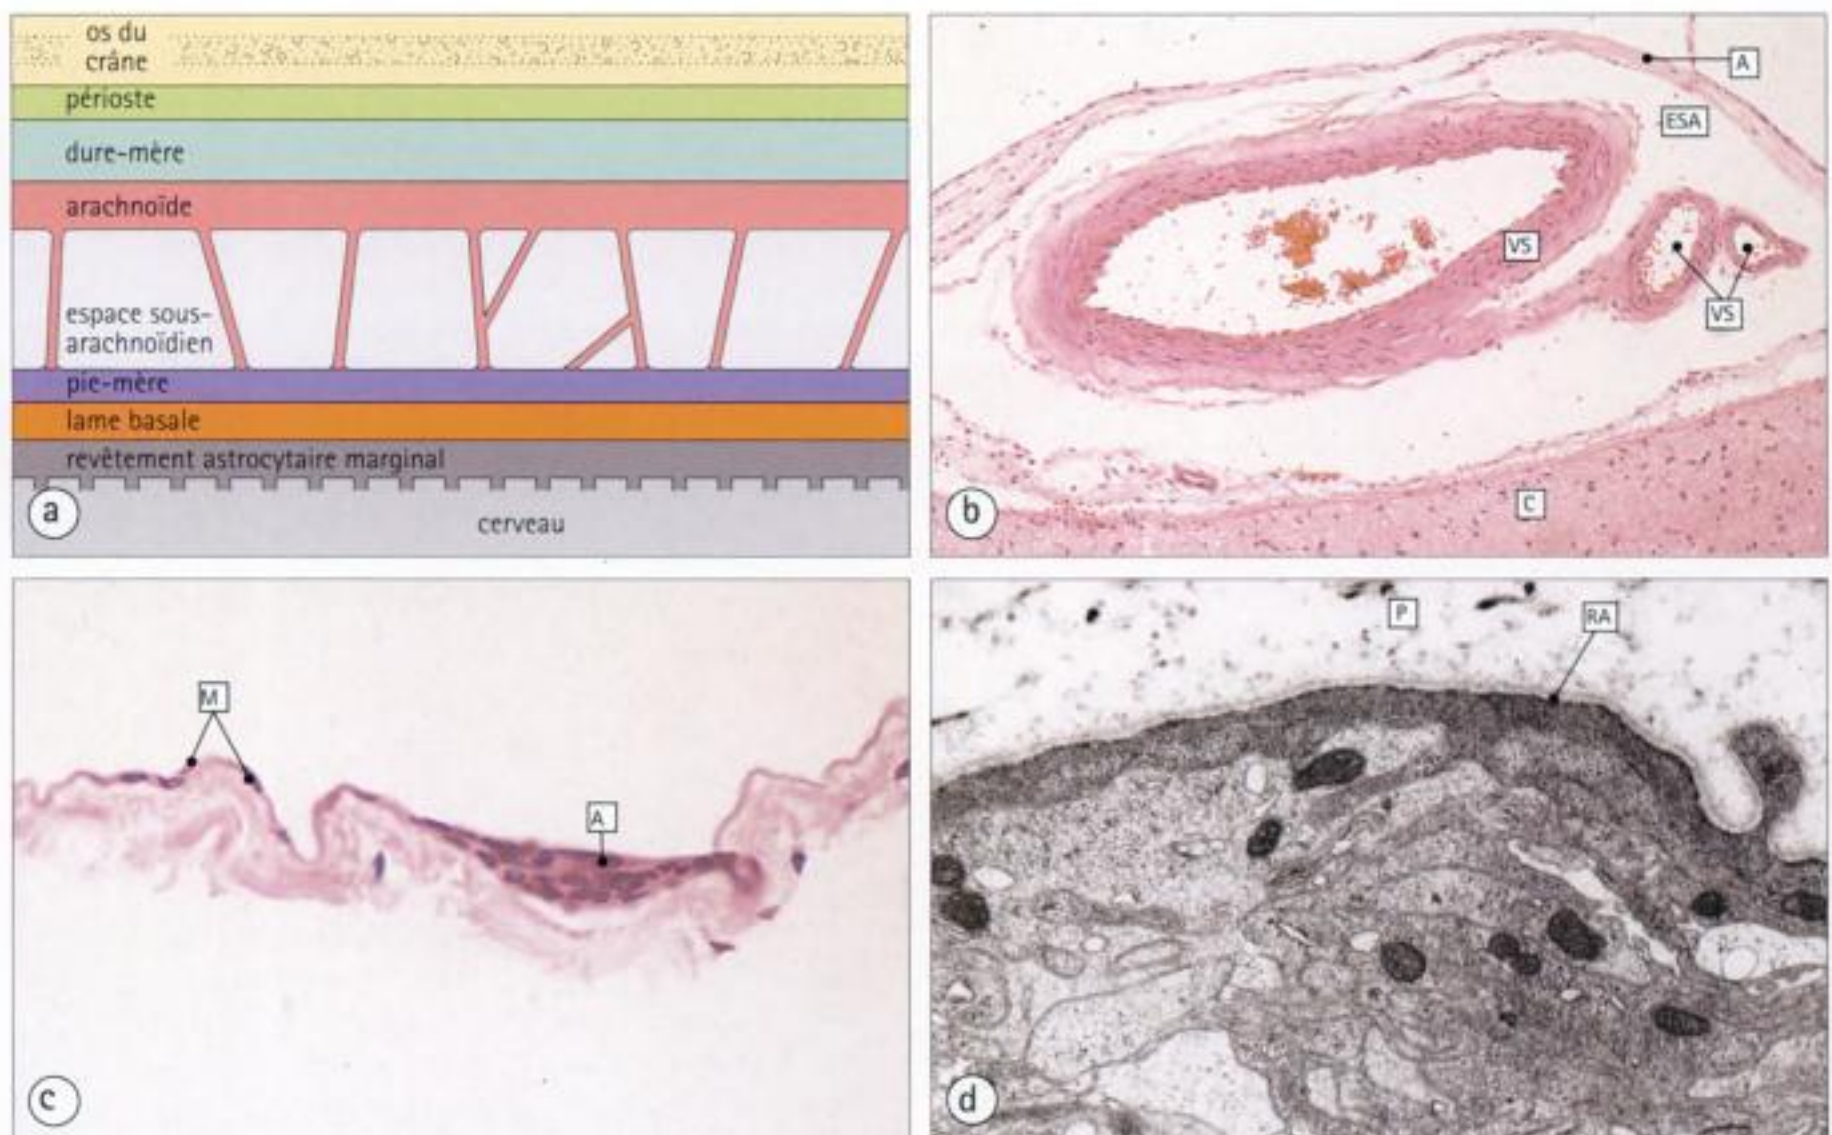 os du
crâne
périoste
dure-mère
arachnoïde
espace sous-
arachnoïdien
pie-mère
lame basale
revêtement astrocytaire marginal
cerveau
a
A
ESA
VS
VS
C
b
M
A
c
P
RA
d